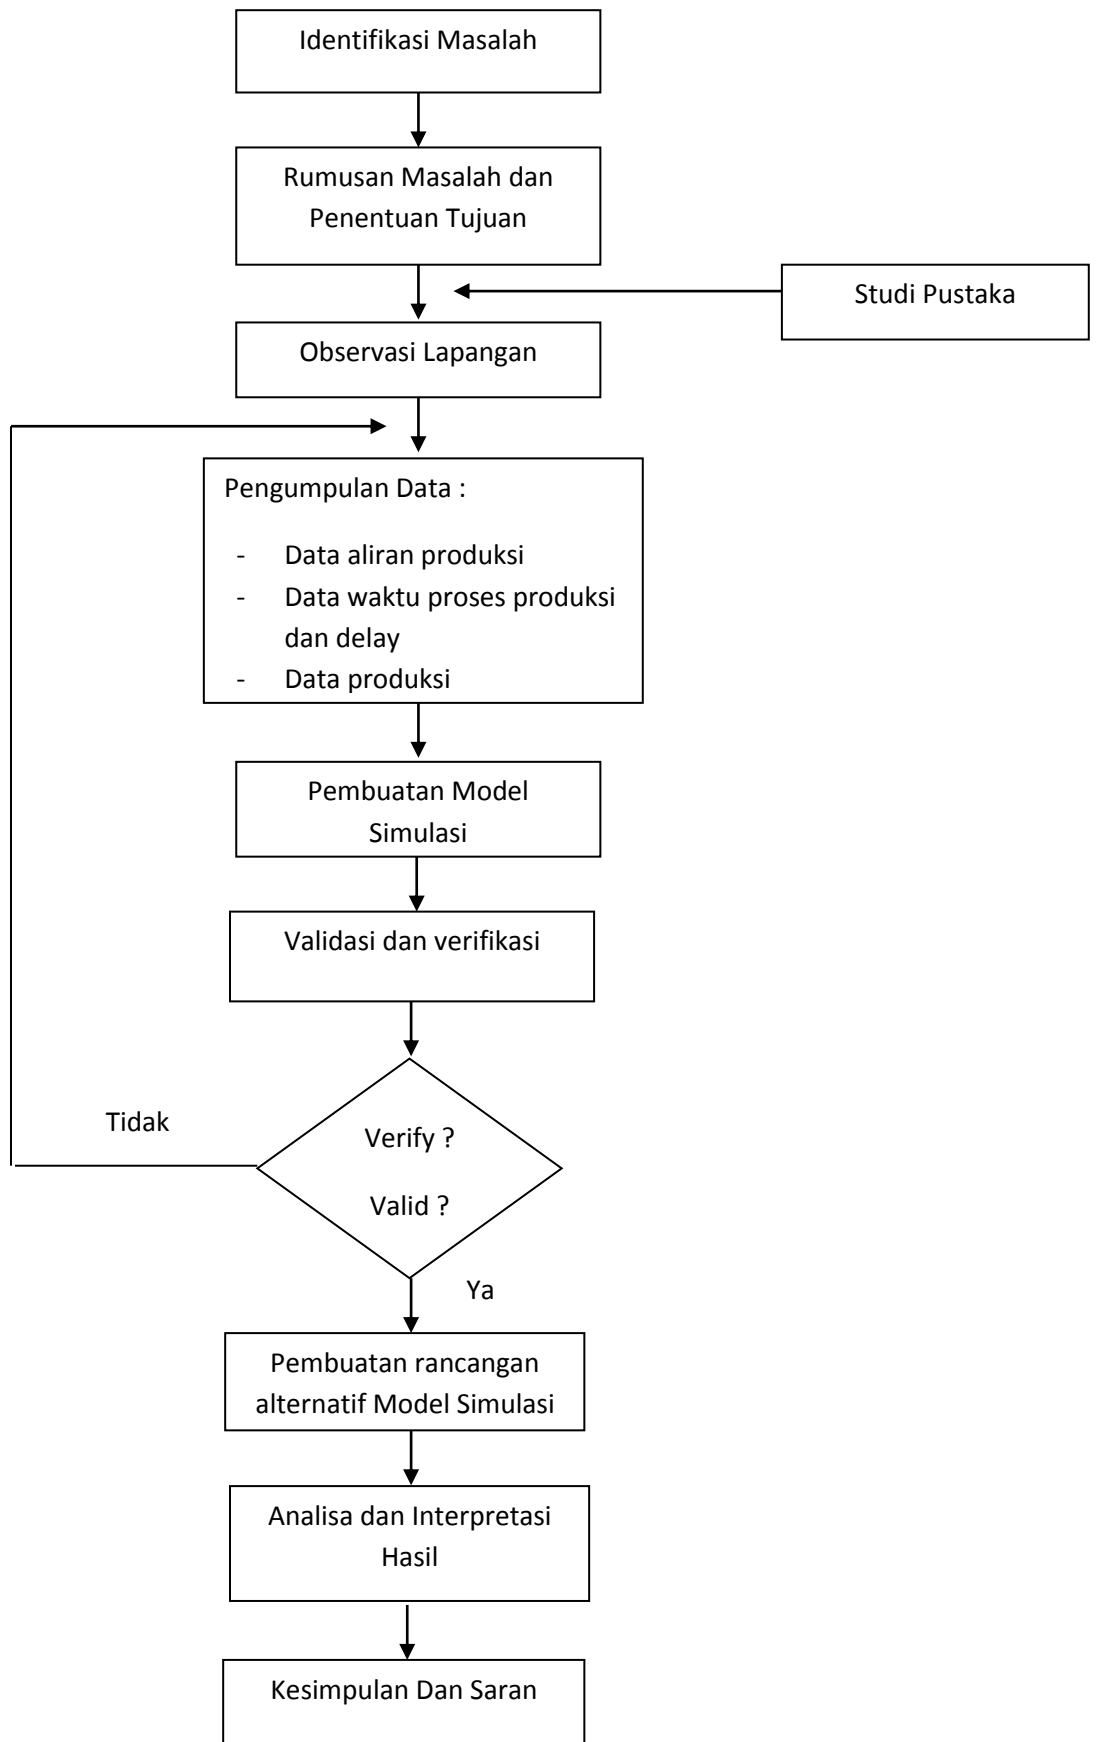 Identifikasi Masalah
Rumusan Masalah dan
Penentuan Tujuan
Studi Pustaka
Observasi Lapangan
Pengumpulan Data :
- Data aliran produksi
- Data waktu proses produksi
dan delay
- Data produksi
Pembuatan Model
Simulasi
Validasi dan verifikasi
Tidak
Verify ?
Valid ?
Ya
Pembuatan rancangan
alternatif Model Simulasi
Analisa dan Interpretasi
Hasil
Kesimpulan Dan Saran